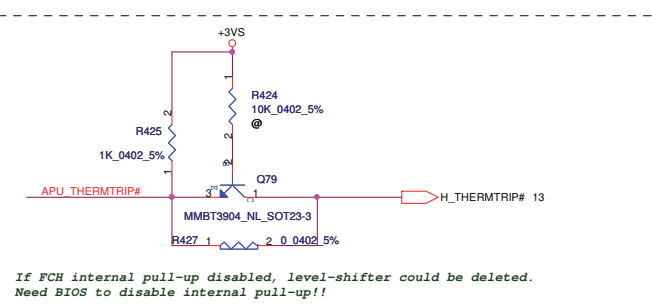 +3VS
1
2
R424
10K_0402_5%
@
R425
1K_0402_5%
1
2
2
B
Q79
APU_THERMTRIP#
3
E
1
C
H_THERMTRIP# 13
MMBT3904_NL_SOT23-3
R427 1 2 0_0402_5%
If FCH internal pull-up disabled, level-shifter could be deleted.
Need BIOS to disable internal pull-up!!